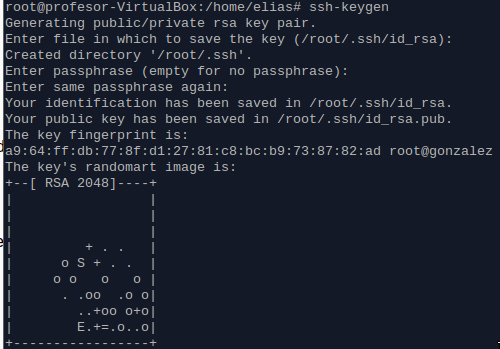 root@profesor-VirtualBox:/home/elias# ssh-keygen
Generating public/private rsa key pair.
Enter file in which to save the key (/root/.ssh/id_rsa):
Created directory '/root/.ssh'.
Enter passphrase (empty for no passphrase):
Enter same passphrase again:
Your identification has been saved in /root/.ssh/id_rsa.
Your public key has been saved in /root/.ssh/id_rsa.pub.
The key fingerprint is:
a9:64:ff:db:77:8f:d1:27:81:c8:bc:b9:73:87:82:ad root@gonzalez
The key's randomart image is:
+--[ RSA 2048]----+
|                 |
|                 |
|                 |
|         + . .   |
|      o S + . .  |
|     o o   o   o |
|      . .oo  .o o|
|        ..+oo o+o|
|        E.+=.o..o|
+-----------------+